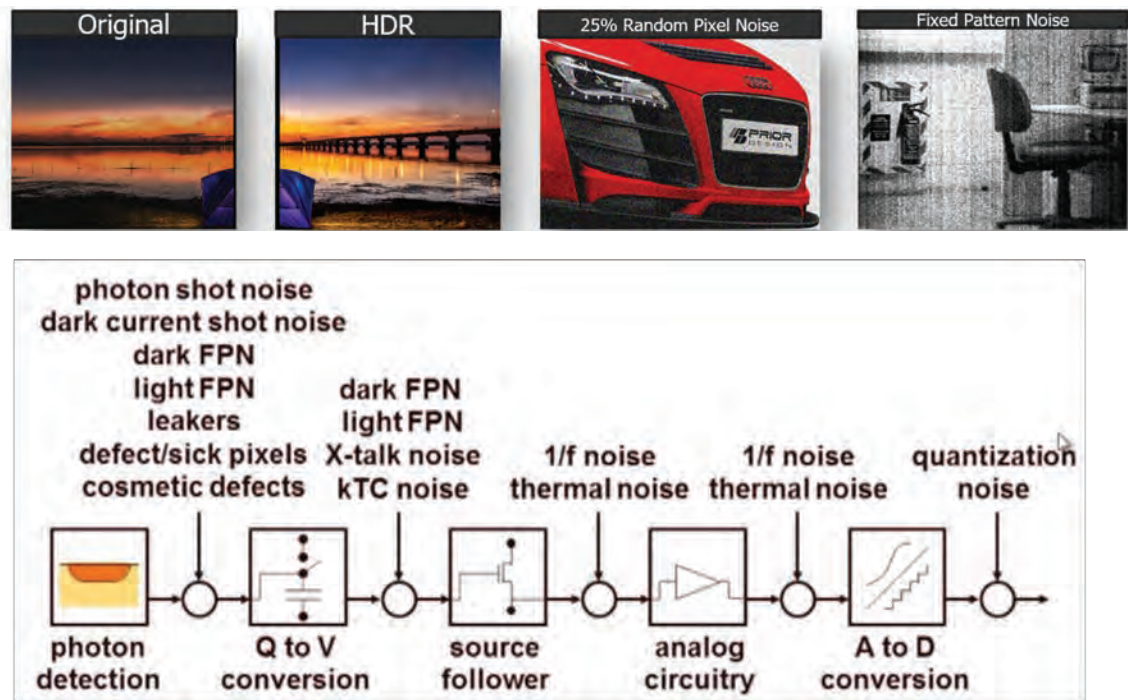 Original
HDR
25% Random Pixel Noise
Fixed Pattern Noise
PRIOR
DESIGN
photon shot noise
dark current shot noise
dark FPN
light FPN
leakers
defect/sick pixels
cosmetic defects
dark FPN
light FPN
X-talk noise
kTC noise
1/f noise
thermal noise
1/f noise
thermal noise
quantization
noise
photon
detection
Q to V
conversion
source
follower
analog
circuitry
A to D
conversion